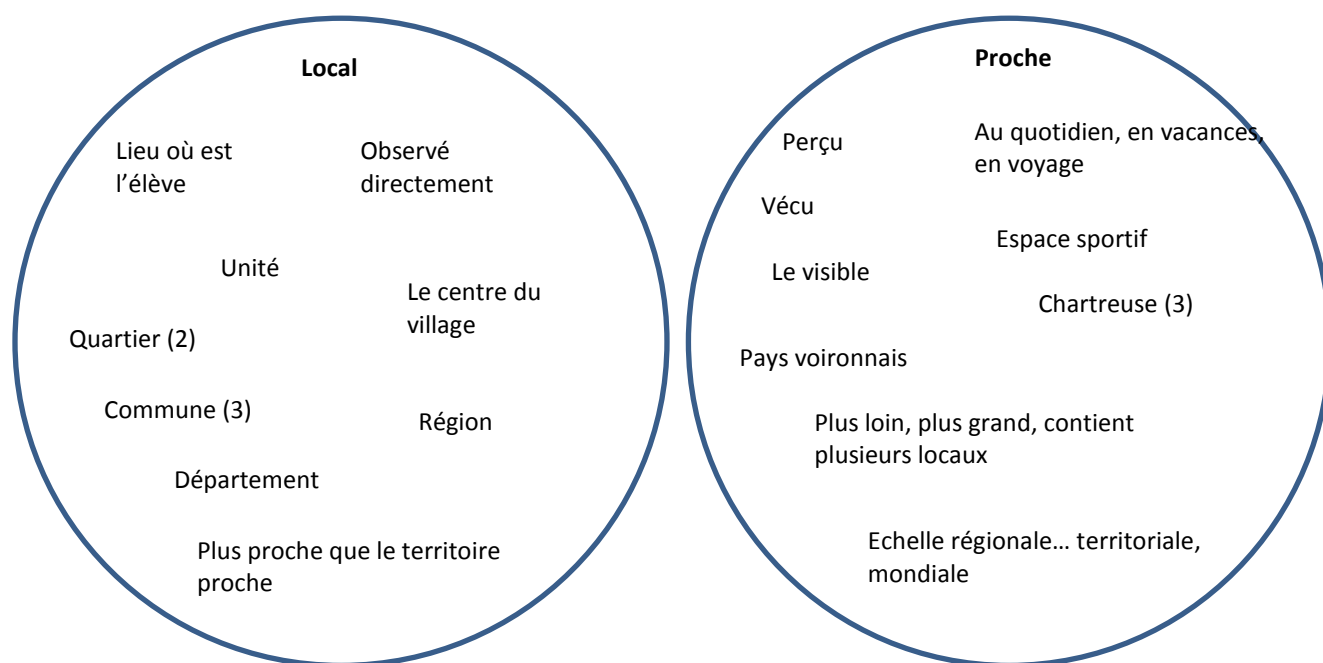 Local
Lieu où est
l’élève
Observé
directement
Unité
Le centre du
village
Quartier (2)
Commune (3)
Région
Département
Plus proche que le territoire
proche
Proche
Perçu
Au quotidien, en vacances,
en voyage
Vécu
Espace sportif
Le visible
Chartreuse (3)
Pays voironnais
Plus loin, plus grand, contient
plusieurs locaux
Echelle régionale… territoriale,
mondiale